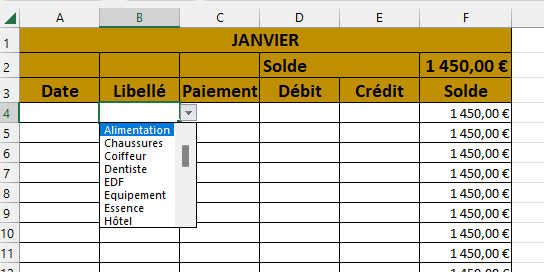 A B C D E F
1 JANVIER
2 Solde 1 450,00 €
3 Date Libellé Paiement Débit Crédit Solde
4 1 450,00 €
5 Alimentation 1 450,00 €
6 Chaussures 1 450,00 €
7 Coiffeur 1 450,00 €
8 Dentiste 1 450,00 €
9 EDF 1 450,00 €
10 Equipement 1 450,00 €
11 Essence 1 450,00 €
Hôtel